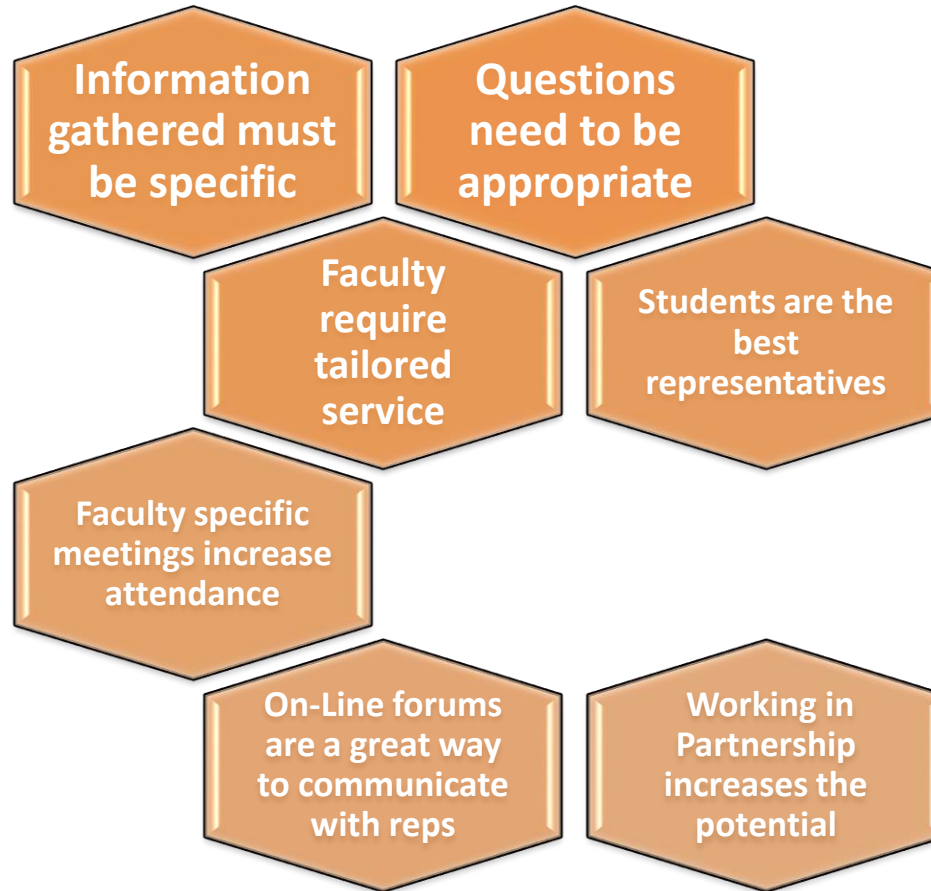 Information
gathered must
be specific
Questions
need to be
appropriate
Faculty
require
tailored
service
Students are the
best
representatives
Faculty specific
meetings increase
attendance
On-Line forums
are a great way
to communicate
with reps
Working in
Partnership
increases the
potential